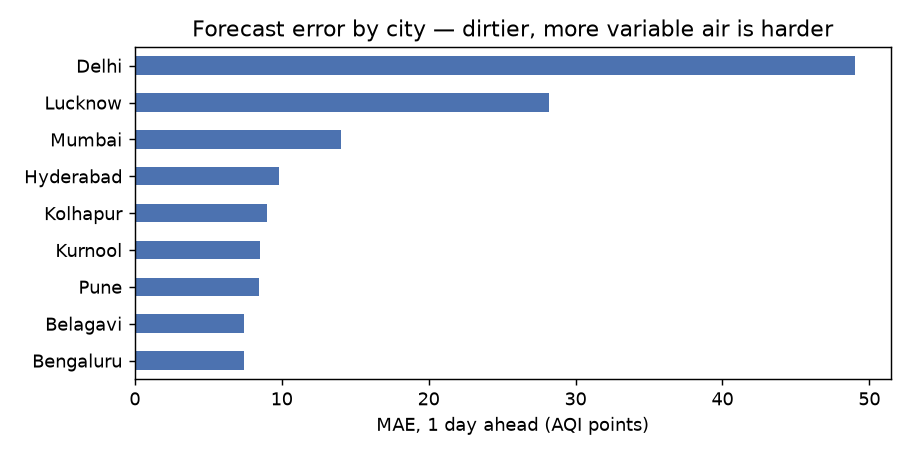 Forecast error by city — dirtier, more variable air is harder
Delhi
Lucknow
Mumbai
Hyderabad
Kolhapur
Kurnool
Pune
Belagavi
Bengaluru
0 10 20 30 40 50
MAE, 1 day ahead (AQI points)